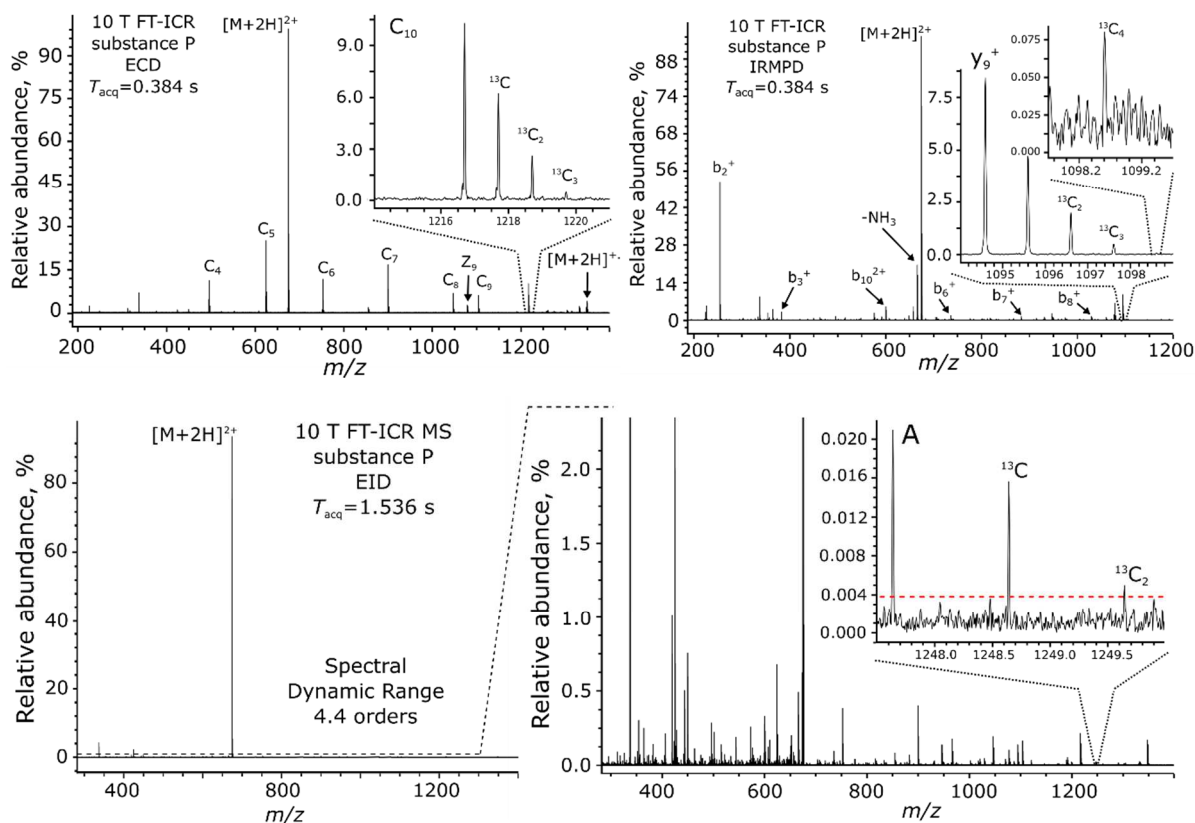 10 T FT-ICR
substance P
ECD
Tacq=0.384 s
[M+2H]2+
C10
13C
13C2
13C3
9.0
6.0
3.0
0.0
1216 1218 1220
Relative abundance, %
90
75
60
45
30
15
0
C4
C5
C6
C7
C8
Z9
C9
[M+2H]+·
200 400 600 800 1000 1200
m/z
10 T FT-ICR
substance P
IRMPD
Tacq=0.384 s
[M+2H]2+
y9+
13C2
13C3
7.5
5.0
2.5
0.0
1095 1096 1097 1098
13C4
0.075
0.050
0.025
0.000
1098.2 1099.2
Relative abundance, %
88
78
68
58
42
28
14
0
b2+
b3+
b102+
-NH3
b6+
b7+
b8+
200 400 600 800 1000 1200
m/z
[M+2H]2+
10 T FT-ICR MS
substance P
EID
Tacq=1.536 s
Spectral
Dynamic Range
4.4 orders
Relative abundance, %
80
60
40
20
0
400 800 1200
m/z
Relative abundance, %
2.0
1.5
1.0
0.5
0.0
400 600 800 1000 1200
m/z
A
13C
13C2
0.020
0.016
0.012
0.008
0.004
0.000
1248.0 1248.5 1249.0 1249.5